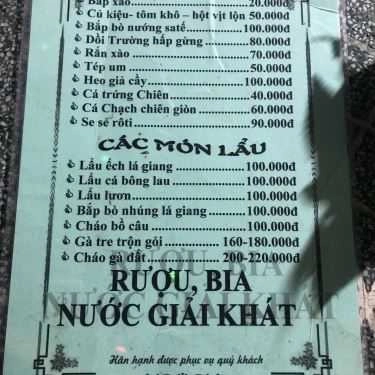 Bắp xào 20.000đ
Củ kiệu- tôm khô – hột vịt lộn 50.000đ
Bắp bò nướng satế 100.000đ
Dồi Trường hấp gừng 80.000đ
Rắn xào 70.000đ
Tép um 50.000đ
Heo giả cầy 100.000đ
Cá trứng Chiên 40.000đ
Cá Chạch chiên giòn 60.000đ
Se sẻ rôti 90.000đ
CÁC MÓN LẨU
Lẩu ếch lá giang 100.000đ
Lẩu cá bông lau 100.000đ
Lẩu lươn 100.000đ
Bắp bò nhúng lá giang 100.000đ
Cháo bồ câu 100.000đ
Gà tre trộn gỏi 160-180.000đ
Cháo gà đất 200-220.000đ
RƯỢU, BIA
NƯỚC GIẢI KHÁT
Hân hạnh được phục vụ quý khách